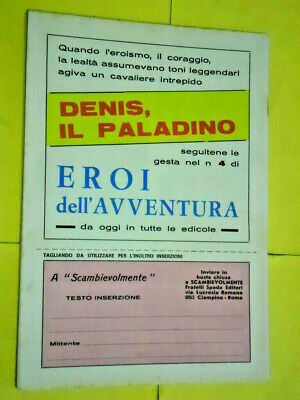 Quando l'eroismo, il coraggio,
la lealtà assumevano toni leggendari
agiva un cavaliere intrepido
DENIS,
IL PALADINO
seguitene le
gesta nel n 4 di
EROI
dell'AVVENTURA
da oggi in tutte le edicole
TAGLIANDO DA UTILIZZARE PER L'INOLTRO INSERZIONI
A "Scambievolmente"
TESTO INSERZIONE
Inviare in
busta chiusa
a SCAMBIEVOLMENTE
Fratelli Spada Editori
via Lucrezia Romana
Ciampino - Roma
Mittente